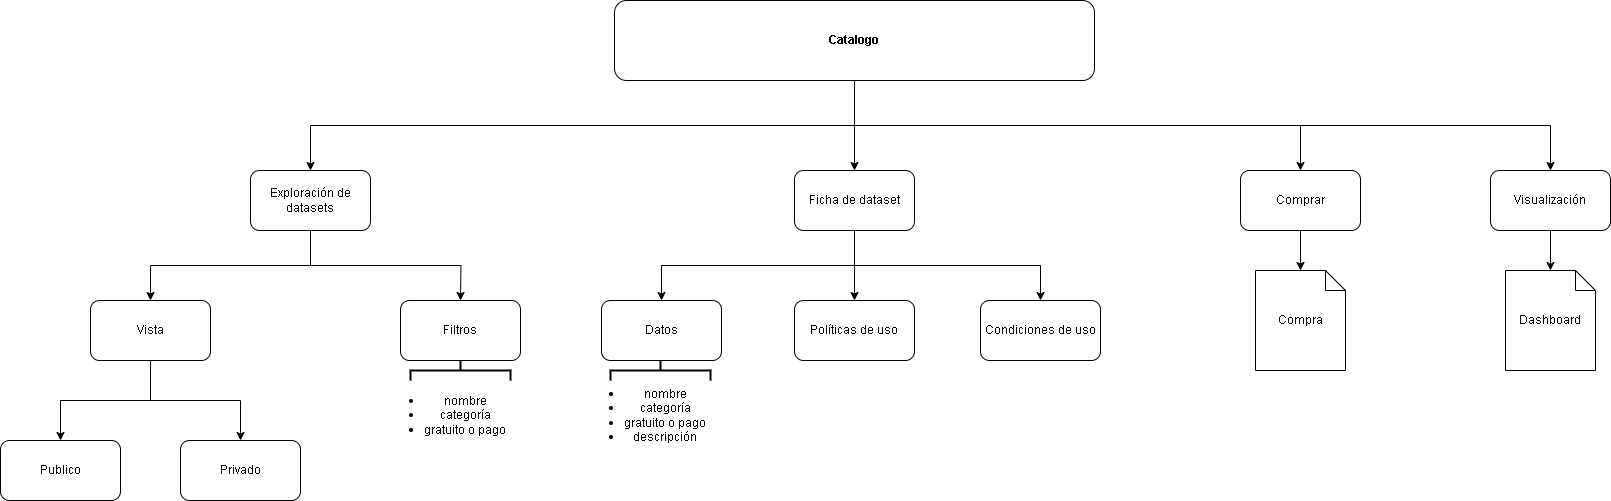 Catalogo
Exploración de
datasets
Ficha de dataset
Comprar
Visualización
Vista
Filtros
Datos
Políticas de uso
Condiciones de uso
Compra
Dashboard
• nombre
• categoría
• gratuito o pago
• nombre
• categoría
• gratuito o pago
• descripción
Publico
Privado